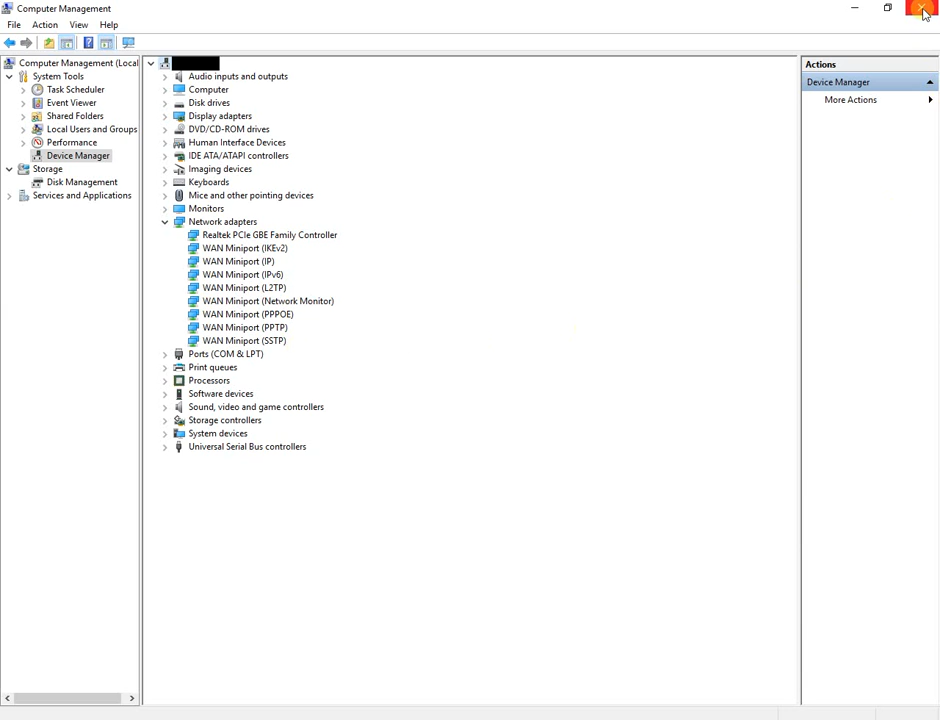 Computer Management
File Action View Help
Computer Management (Local
System Tools
Task Scheduler
Event Viewer
Shared Folders
Local Users and Groups
Performance
Device Manager
Storage
Disk Management
Services and Applications
Audio inputs and outputs
Computer
Disk drives
Display adapters
DVD/CD-ROM drives
Human Interface Devices
IDE ATA/ATAPI controllers
Imaging devices
Keyboards
Mice and other pointing devices
Monitors
Network adapters
Realtek PCIe GBE Family Controller
WAN Miniport (IKEv2)
WAN Miniport (IP)
WAN Miniport (IPv6)
WAN Miniport (L2TP)
WAN Miniport (Network Monitor)
WAN Miniport (PPPOE)
WAN Miniport (PPTP)
WAN Miniport (SSTP)
Ports (COM & LPT)
Print queues
Processors
Software devices
Sound, video and game controllers
Storage controllers
System devices
Universal Serial Bus controllers
Actions
Device Manager
More Actions